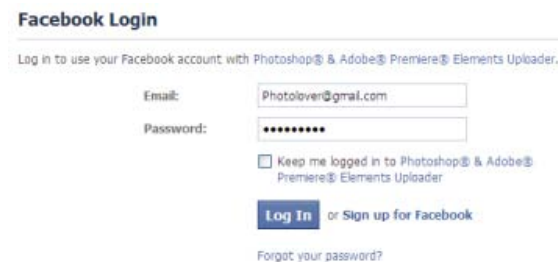 Facebook Login
Log in to use your Facebook account with Photoshop® & Adobe® Premiere® Elements Uploader.
Email: Photolover@gmail.com
Password: •••••••••
Keep me logged in to Photoshop® & Adobe®
Premiere® Elements Uploader
Log In or Sign up for Facebook
Forgot your password?